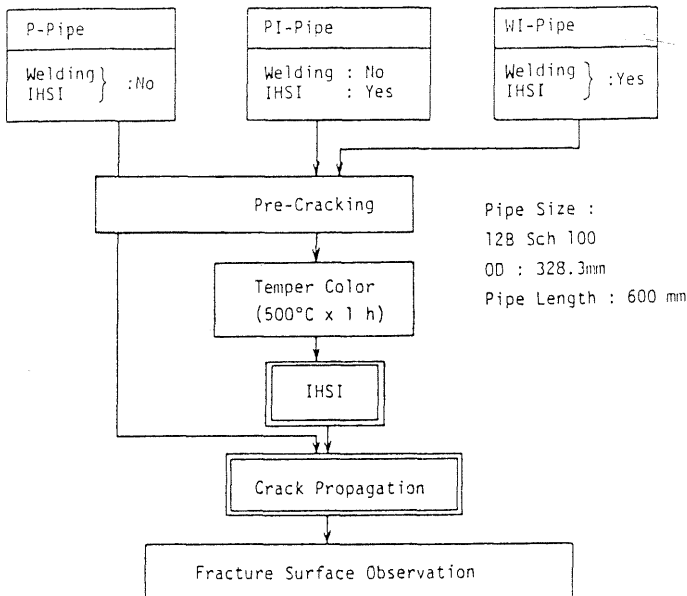 P-Pipe
Welding
IHSI } :No
PI-Pipe
Welding : No
IHSI : Yes
WI-Pipe
Welding
IHSI } :Yes
Pre-Cracking
Temper Color
(500°C x 1 h)
IHSI
Crack Propagation
Fracture Surface Observation
Pipe Size :
12B Sch 100
OD : 328.3mm
Pipe Length : 600 mm